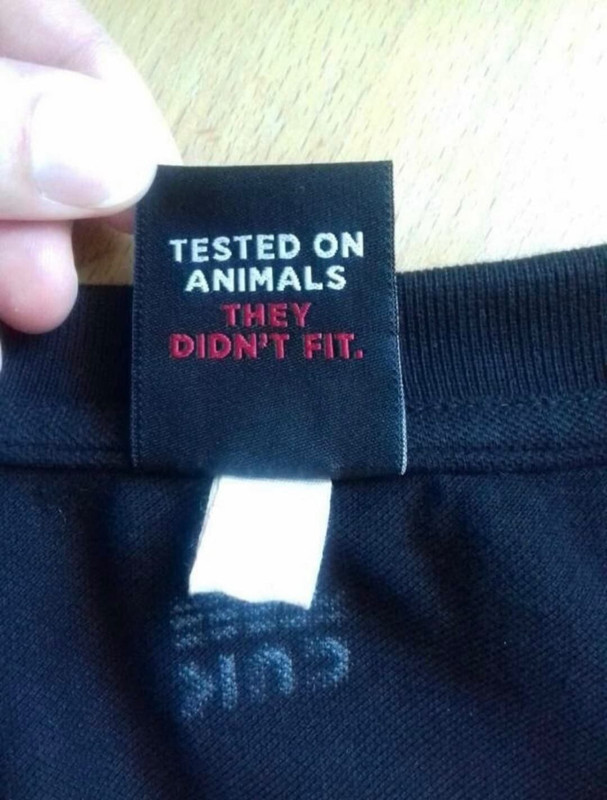 TESTED ON
ANIMALS
THEY
DIDN'T FIT.